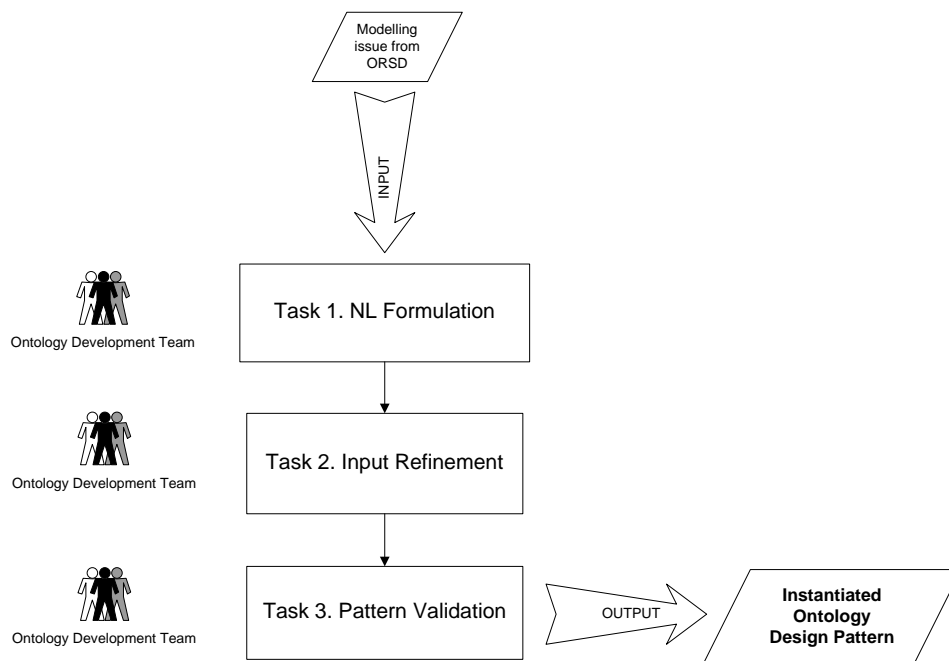 Modelling
issue from
ORSD
INPUT
Task 1. NL Formulation
Ontology Development Team
Task 2. Input Refinement
Ontology Development Team
Task 3. Pattern Validation
Ontology Development Team
OUTPUT
Instantiated
Ontology
Design Pattern